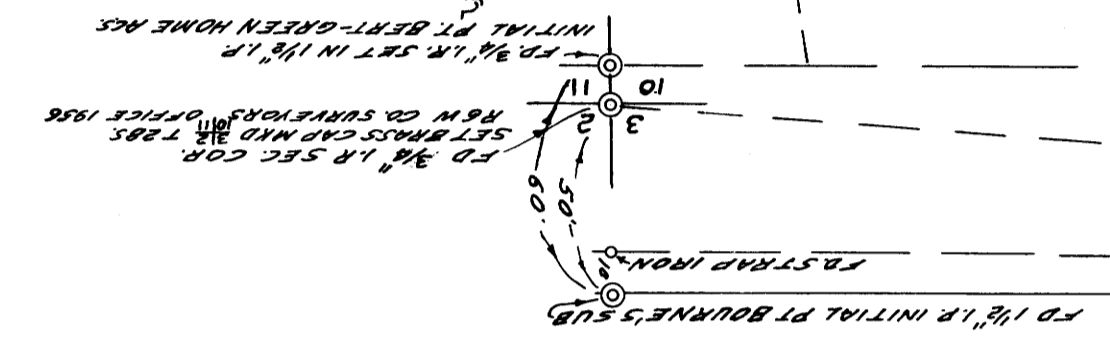 FD 1½" I.P. INITIAL PT BOURNE'S SUB
FD. STRAP IRON
10
50'
60'
FD ¾" I.R SEC. COR.
SET BRASS CAP MKD 3|2 10|11 T28S
R6W CO. SURVEYORS OFFICE 1956
3 2
10 11
FD. ¾" I.R. SET IN 1½" I.P.
INITIAL PT. BERT-GREEN HOME ACS